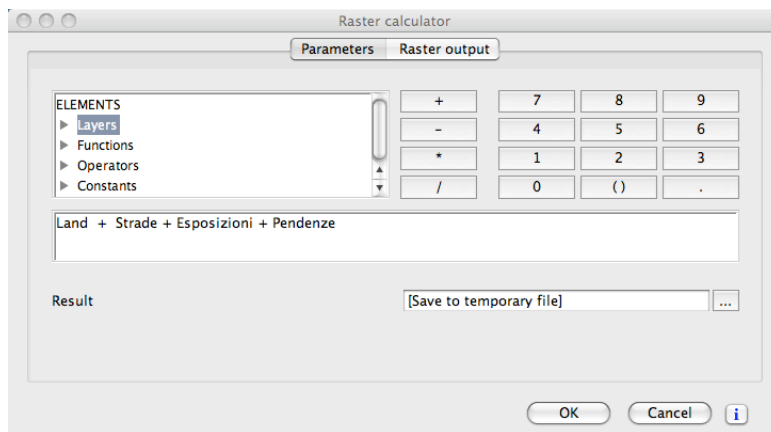 Raster calculator
Parameters Raster output
ELEMENTS
Layers
Functions
Operators
Constants
+ 7 8 9
- 4 5 6
* 1 2 3
/ 0 () .
Land + Strade + Esposizioni + Pendenze
Result [Save to temporary file] ...
OK Cancel i